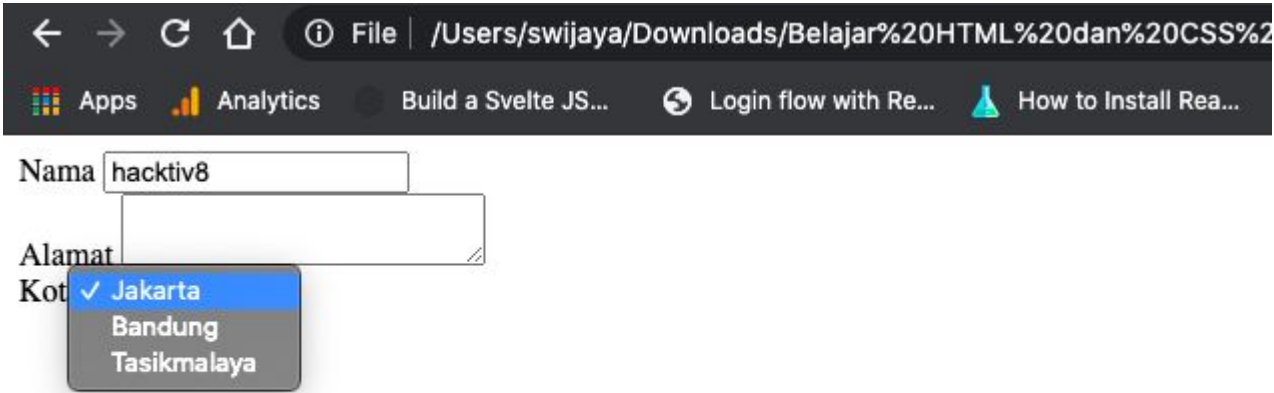 File /Users/swijaya/Downloads/Belajar%20HTML%20dan%20CSS%2
Apps Analytics Build a Svelte JS... Login flow with Re... How to Install Rea...
Nama hacktiv8
Alamat
Kot ✓ Jakarta
Bandung
Tasikmalaya